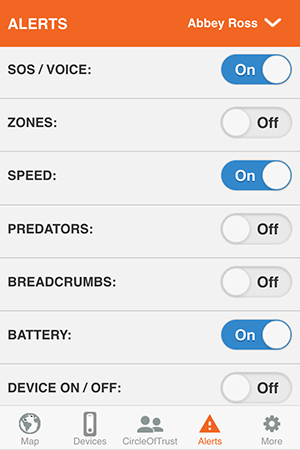 ALERTS Abbey Ross
SOS / VOICE: On
ZONES: Off
SPEED: On
PREDATORS: Off
BREADCRUMBS: Off
BATTERY: On
DEVICE ON / OFF: Off
Map Devices CircleOfTrust Alerts More